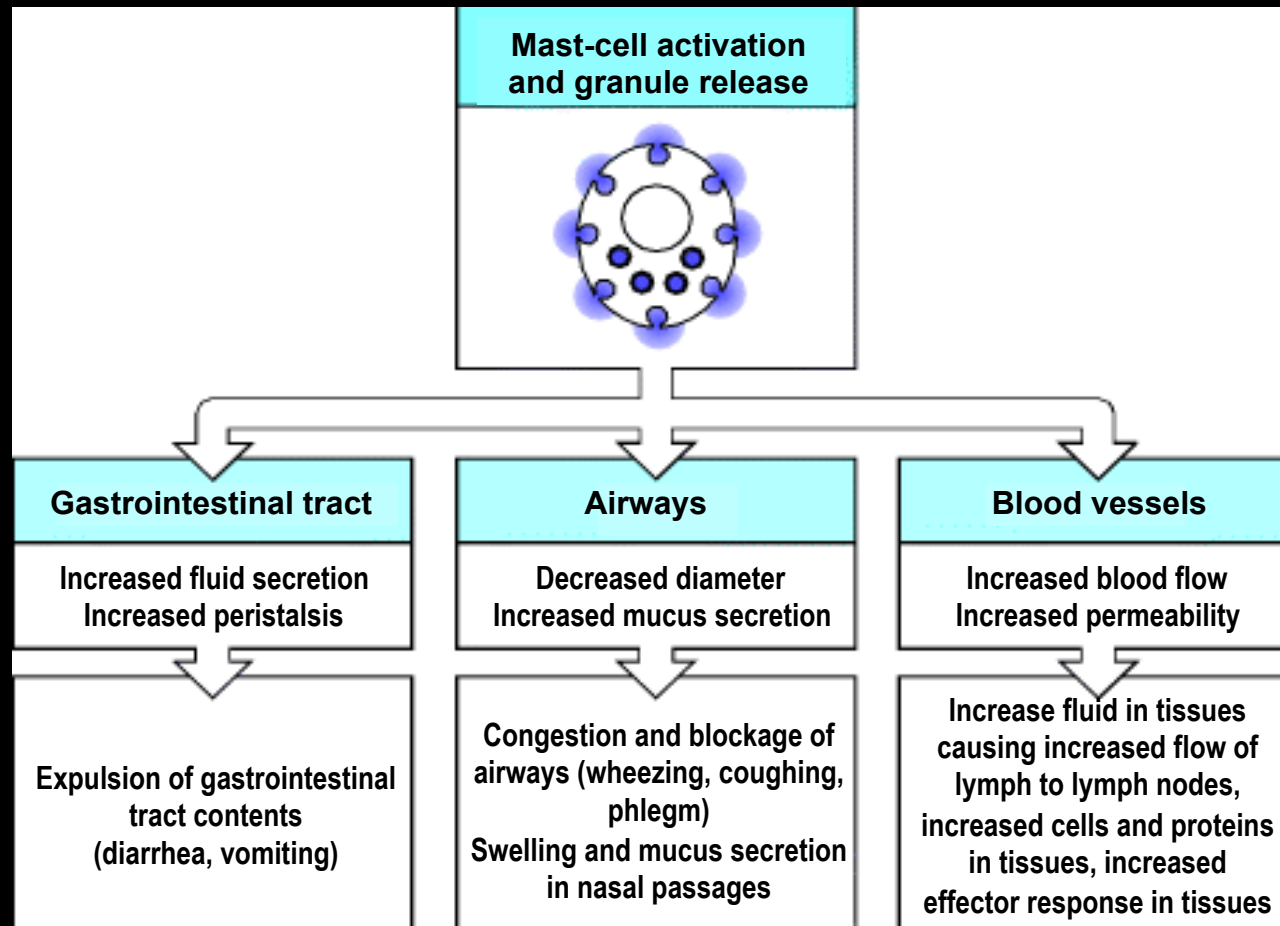 Mast-cell activation
and granule release
Gastrointestinal tract
Increased fluid secretion
Increased peristalsis
Expulsion of gastrointestinal
tract contents
(diarrhea, vomiting)
Airways
Decreased diameter
Increased mucus secretion
Congestion and blockage of
airways (wheezing, coughing,
phlegm)
Swelling and mucus secretion
in nasal passages
Blood vessels
Increased blood flow
Increased permeability
Increase fluid in tissues
causing increased flow of
lymph to lymph nodes,
increased cells and proteins
in tissues, increased
effector response in tissues